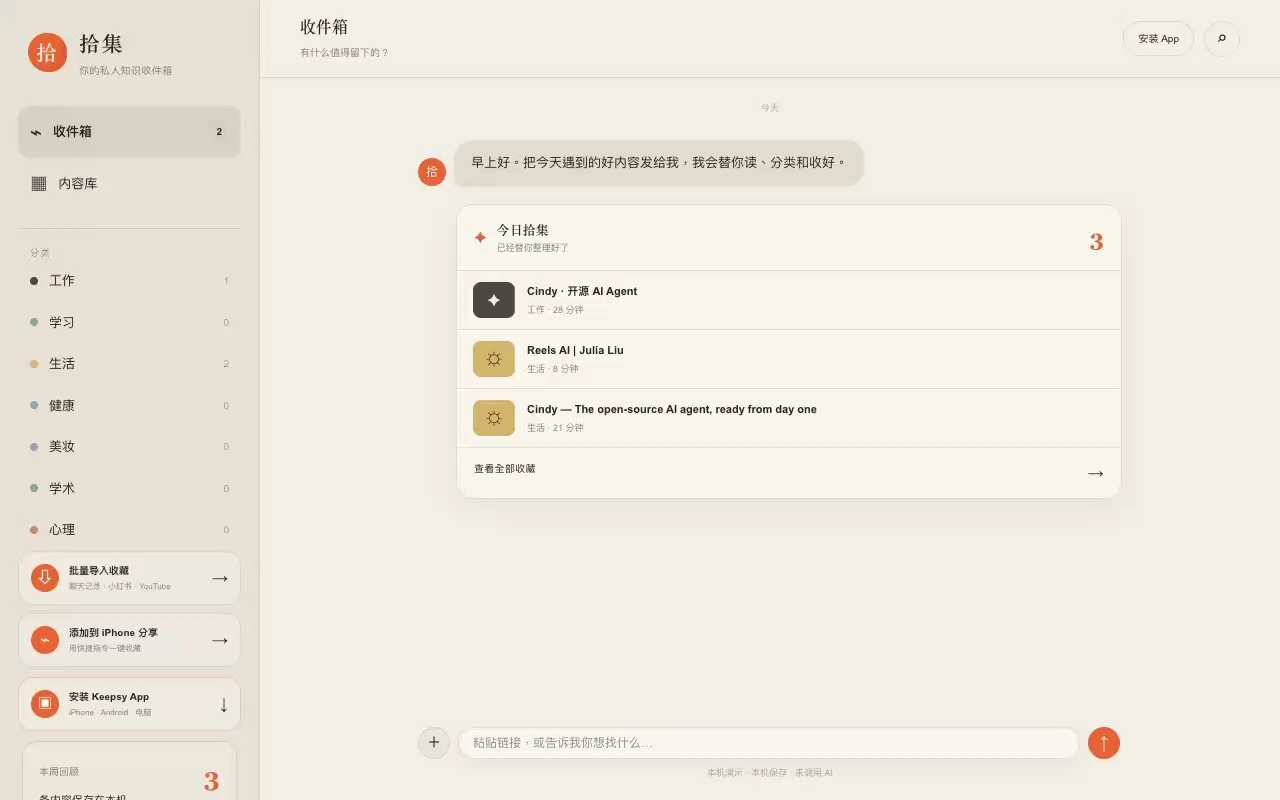 拾
拾集
你的私人知识收件箱
收件箱
2
内容库
分类
工作
1
学习
0
生活
2
健康
0
美妆
0
学术
0
心理
0
批量导入收藏
聊天记录 · 小红书 · YouTube
→
添加到 iPhone 分享
用快捷指令一键收藏
→
安装 Keepsy App
iPhone Android 电脑
↓
本周回顾
3
条内容保存在本机
收件箱
有什么值得留下的？
安装 App
今天
拾
早上好。把今天遇到的好内容发给我，我会替你读、分类和收好。
今日拾集
已经替你整理好了
3
Cindy · 开源 AI Agent
工作 · 28 分钟
Reels AI | Julia Liu
生活 · 8 分钟
Cindy — The open-source AI agent, ready from day one
生活 · 21 分钟
查看全部收藏
→
+
粘贴链接，或告诉我你想找什么…
↑
本机演示 · 本机保存 · 未调用 AI